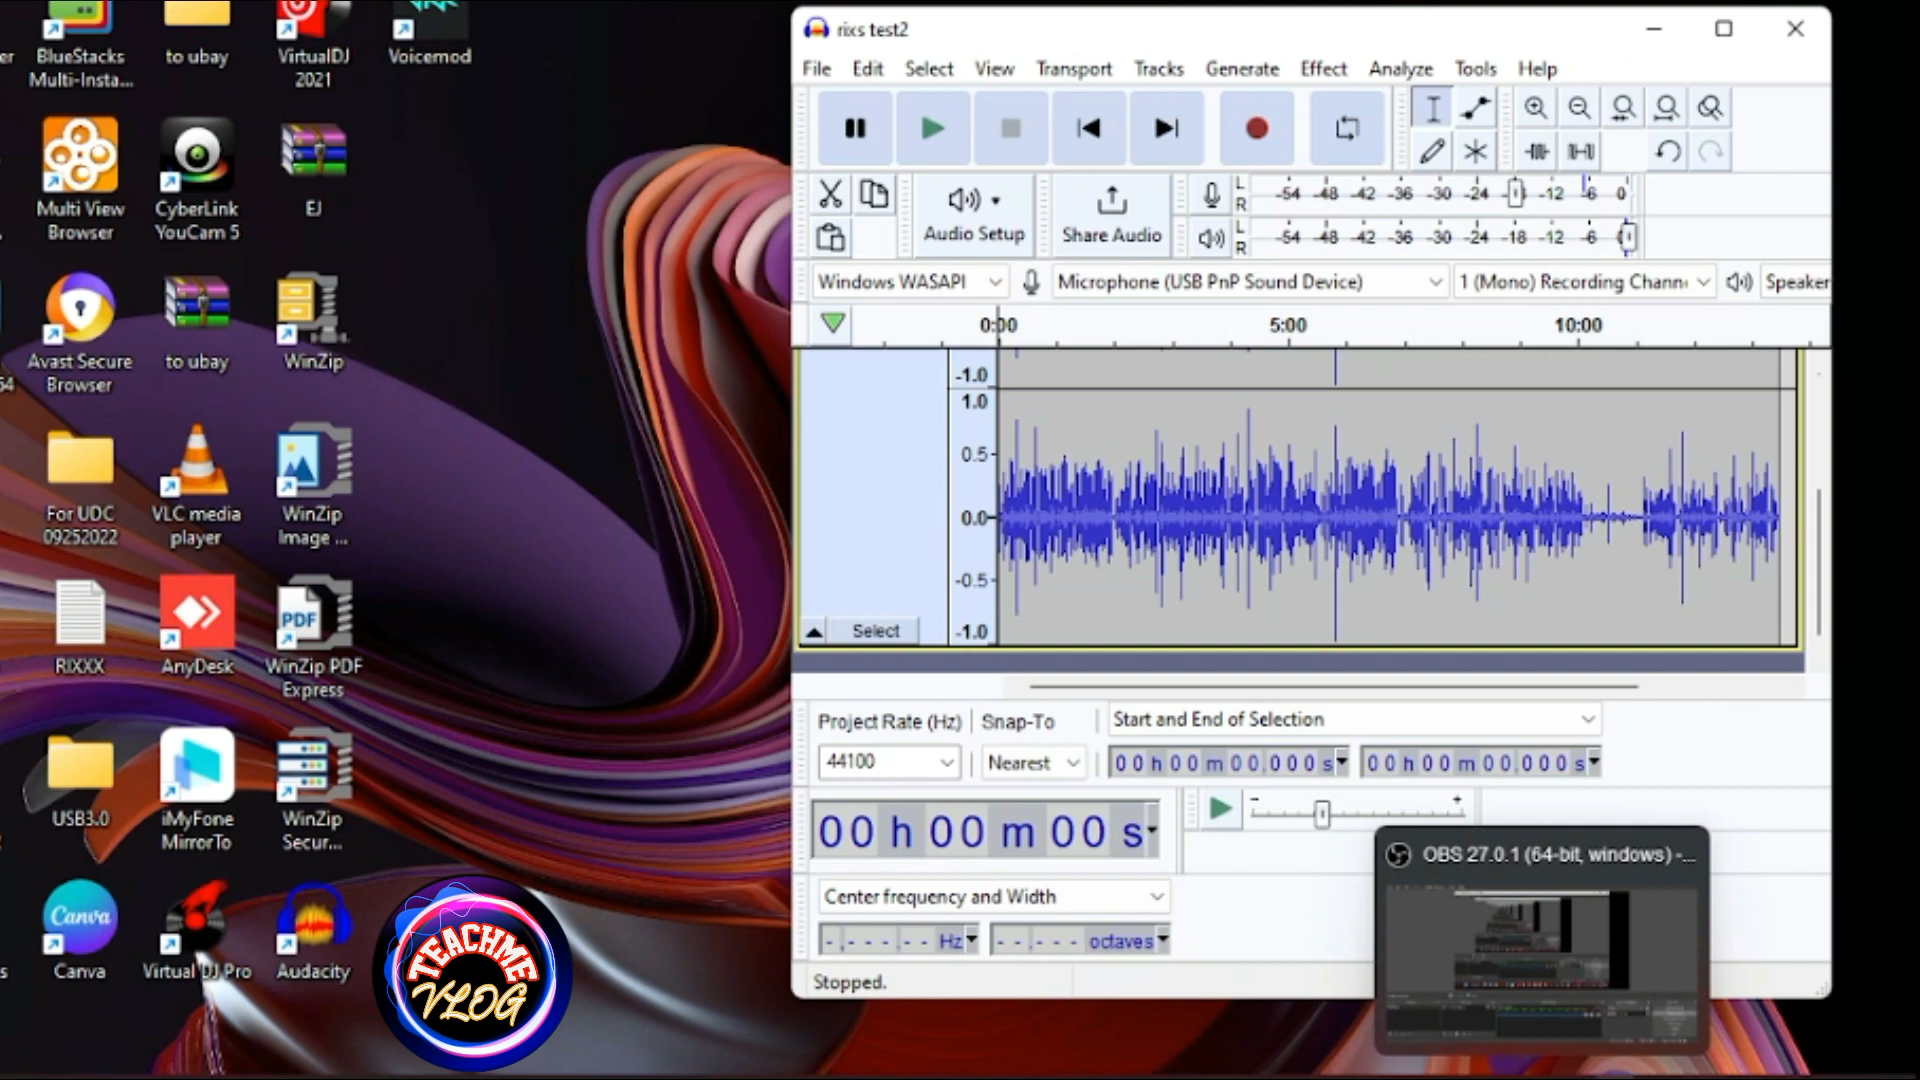 BlueStacks
Multi-Insta...
to ubay
VirtualDJ
2021
Voicemod
Multi View
Browser
CyberLink
YouCam 5
EJ
Avast Secure
Browser
to ubay
WinZip
For UDC
09252022
VLC media
player
WinZip
Image ...
RIXXX
AnyDesk
WinZip PDF
Express
PDF
USB3.0
iMyFone
MirrorTo
WinZip
Secur...
Canva
Canva
Virtual DJ Pro
Audacity
TEACHME
VLOG
rixs test2
File Edit Select View Transport Tracks Generate Effect Analyze Tools Help
Audio Setup
Share Audio
L
R
-54 -48 -42 -36 -30 -24 -12 -6 0
L
R
-54 -48 -42 -36 -30 -24 -18 -12 -6
Windows WASAPI
Microphone (USB PnP Sound Device)
1 (Mono) Recording Chann
Speaker
0:00 5:00 10:00
-1.0
1.0
0.5
0.0
-0.5
-1.0
Select
Project Rate (Hz)
Snap-To
Start and End of Selection
44100
Nearest
00 h 00 m 00.000 s
00 h 00 m 00.000 s
00 h 00 m 00 s
- +
Center frequency and Width
Hz
octaves
Stopped.
OBS 27.0.1 (64-bit, windows) -...